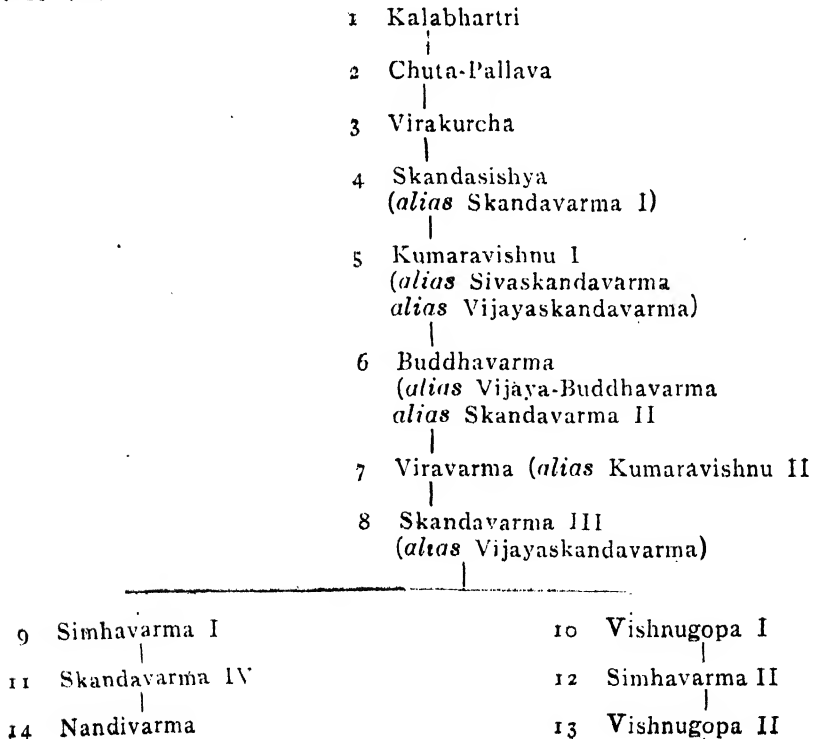 1 Kalabhartri
2 Chuta-Pallava
3 Virakurcha
4 Skandasishya
(alias Skandavarma I)
5 Kumaravishnu I
(alias Sivaskandavarma
alias Vijayaskandavarma)
6 Buddhavarma
(alias Vijaya-Buddhavarma
alias Skandavarma II
7 Viravarma (alias Kumaravishnu II
8 Skandavarma III
(alias Vijayaskandavarma)
9 Simhavarma I 10 Vishnugopa I
11 Skandavarma IV 12 Simhavarma II
14 Nandivarma 13 Vishnugopa II